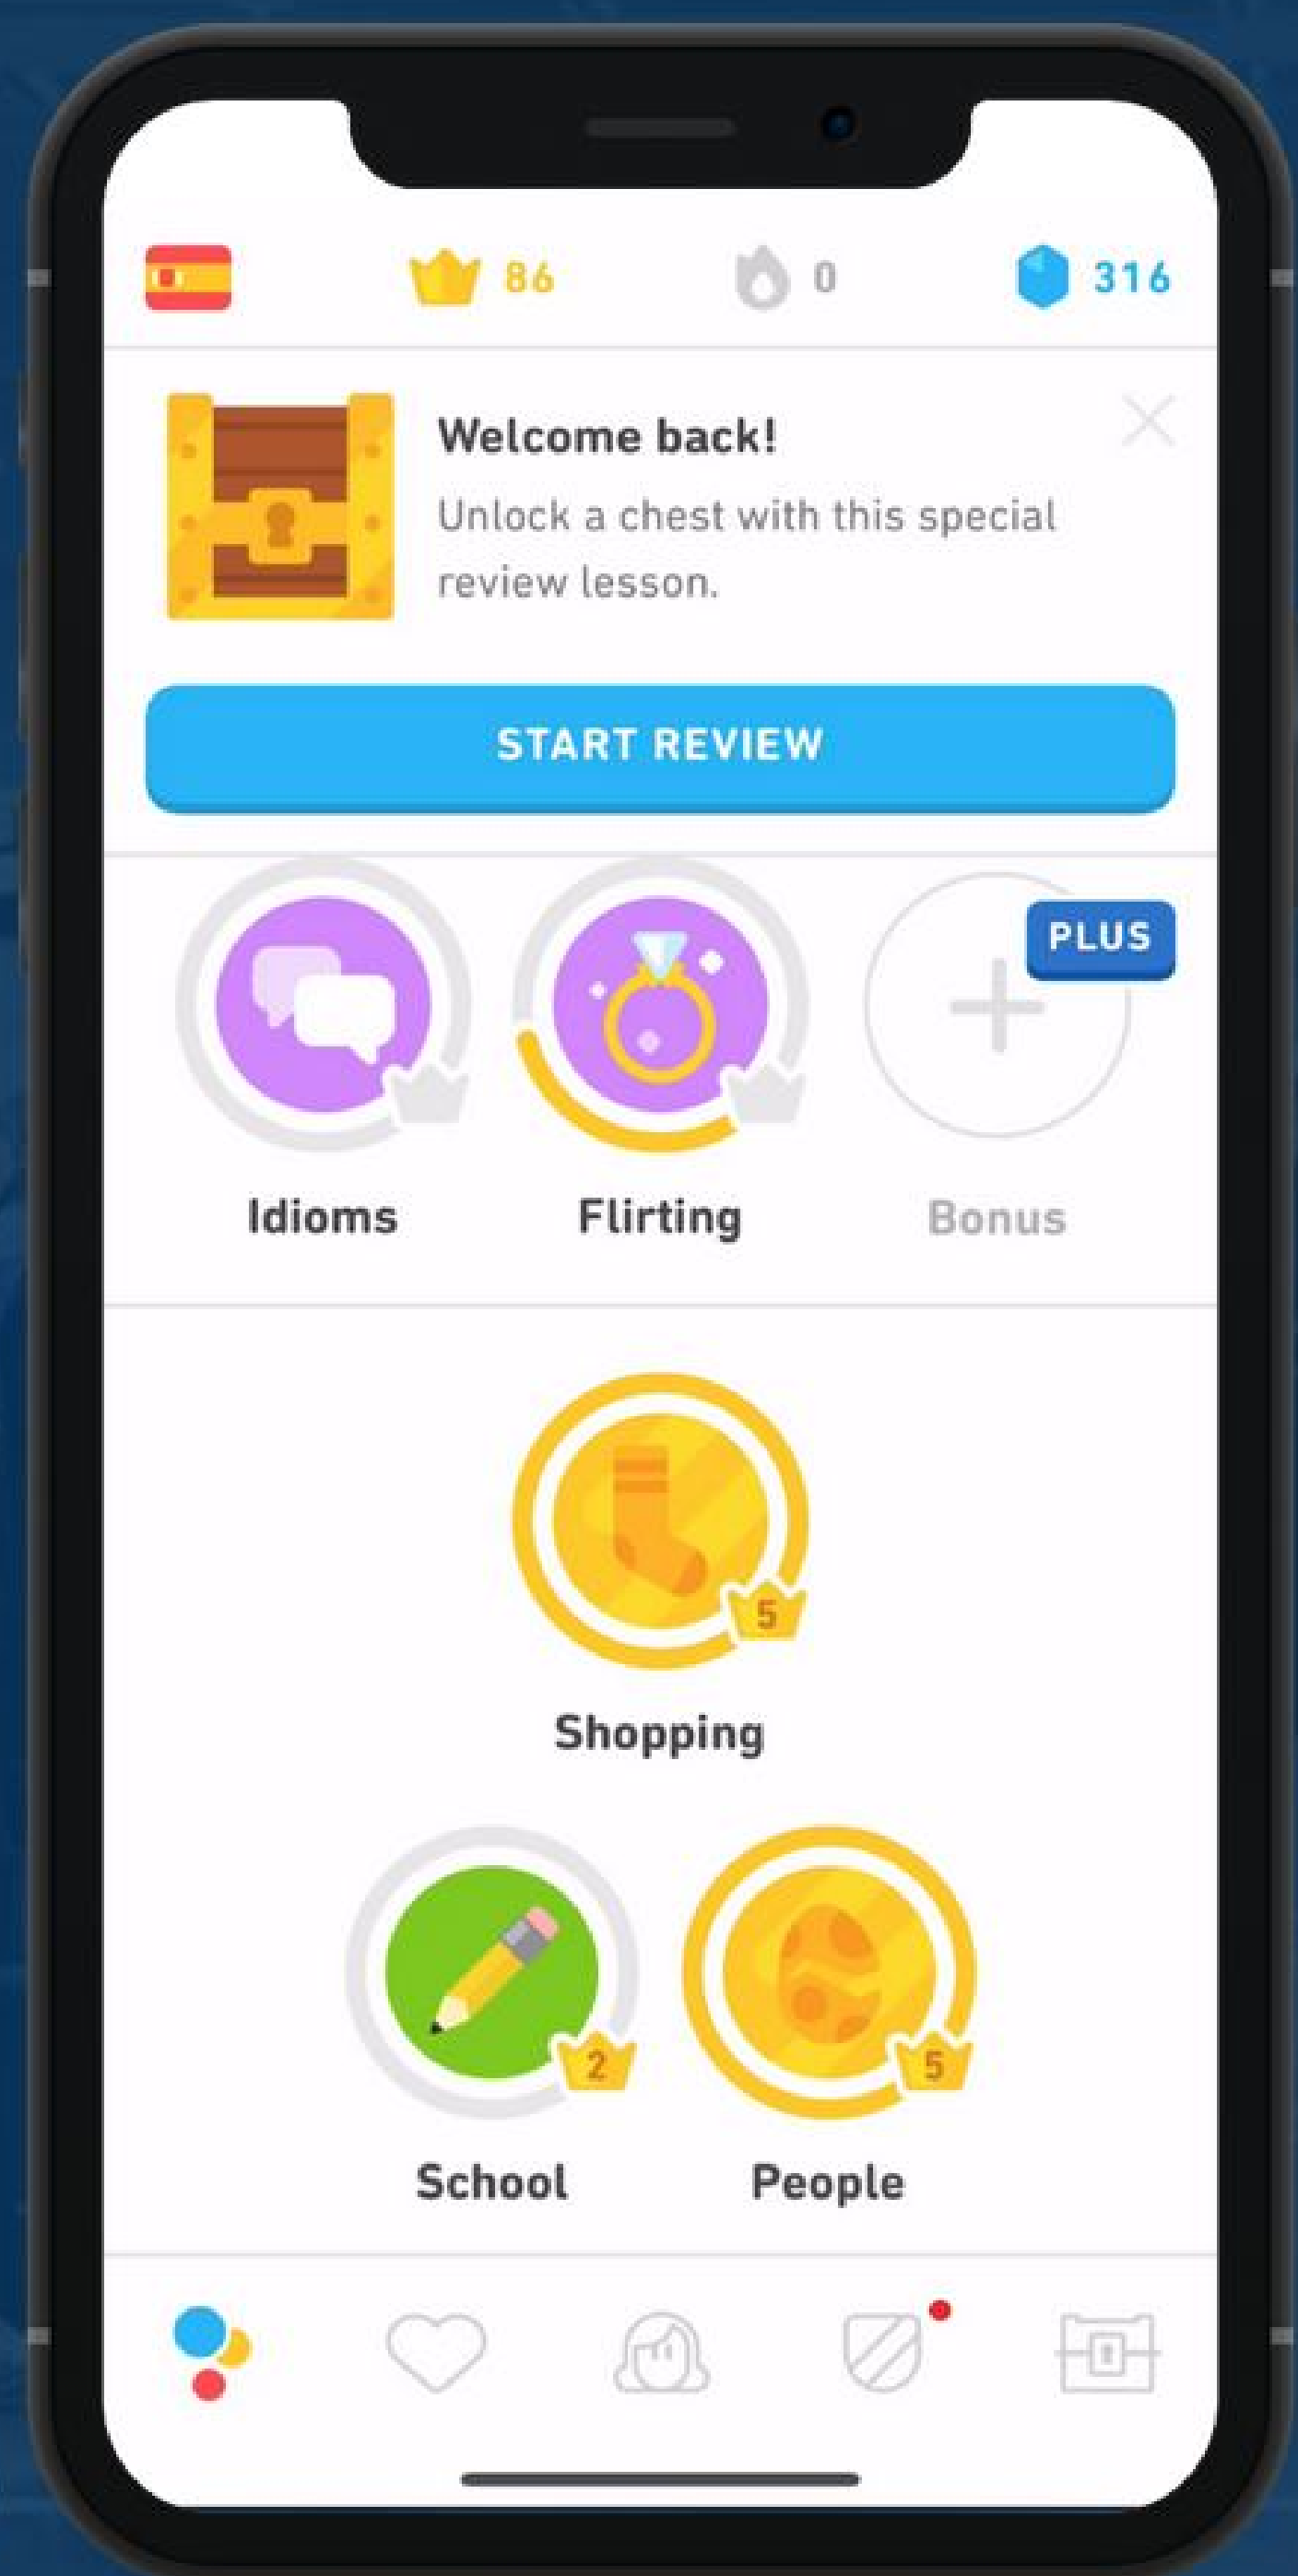 86
0
316
Welcome back!
Unlock a chest with this special
review lesson.
START REVIEW
PLUS
Idioms
Flirting
Bonus
5
Shopping
2
5
School
People